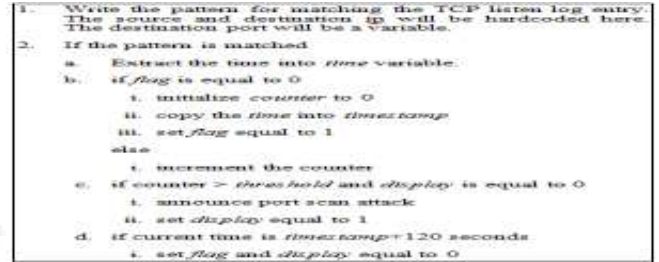 1. Write the pattern for matching the TCP listen log entry.
The source and destination ip will be hardcoded here.
The destination port will be a variable.
2. If the pattern is matched
a. Extract the time into time variable.
b. if flag is equal to 0
i. initialize counter to 0
ii. copy the time into timestamp
iii. set flag equal to 1
else
i. increment the counter
c. if counter > threshold and display is equal to 0
i. announce port scan attack
ii. set display equal to 1
d. if current time is timestamp+120 seconds
i. set flag and display equal to 0